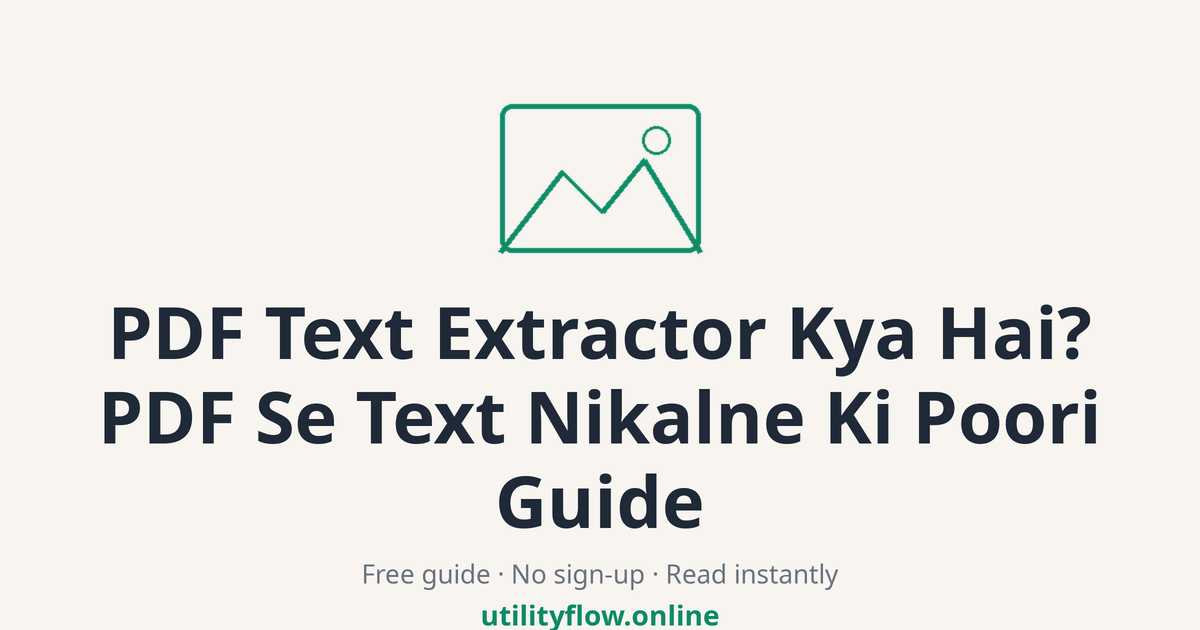 PDF Text Extractor Kya Hai?
PDF Se Text Nikalne Ki Poori
Guide
Free guide · No sign-up · Read instantly
utilityflow.online